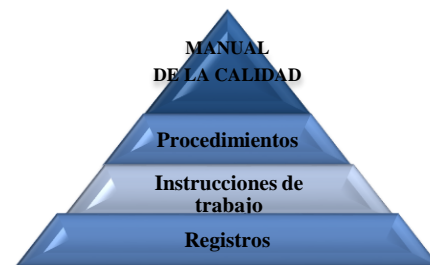 MANUAL
DE LA CALIDAD
Procedimientos
Instrucciones de
trabajo
Registros